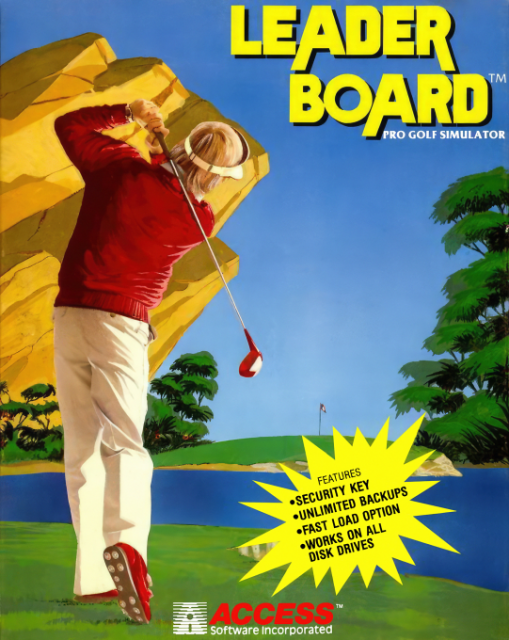 LEADER
BOARD™
PRO GOLF SIMULATOR
FEATURES
•SECURITY KEY
•UNLIMITED BACKUPS
•FAST LOAD OPTION
•WORKS ON ALL
DISK DRIVES
ACCESS™
Software Incorporated